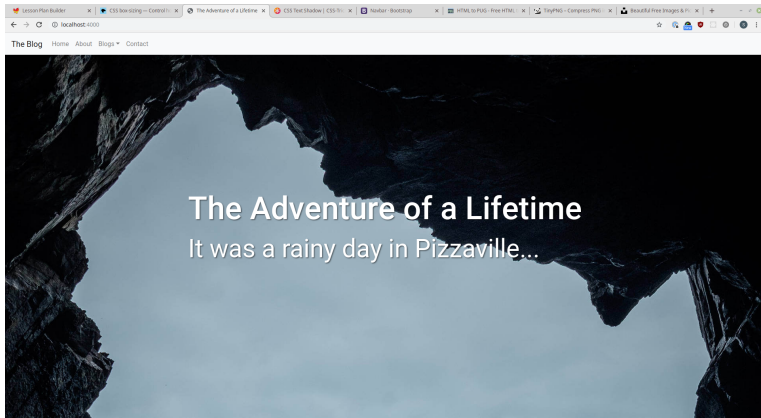 Lesson Plan Builder
CSS box-sizing — Control
The Adventure of a Lifetime
CSS Text Shadow | CSS
Navbar · Bootstrap
HTML to PUG - Free HTML
TinyPNG – Compress PNG
Beautiful Free Images &
localhost:4000
The Blog Home About Blogs Contact
The Adventure of a Lifetime
It was a rainy day in Pizzaville...